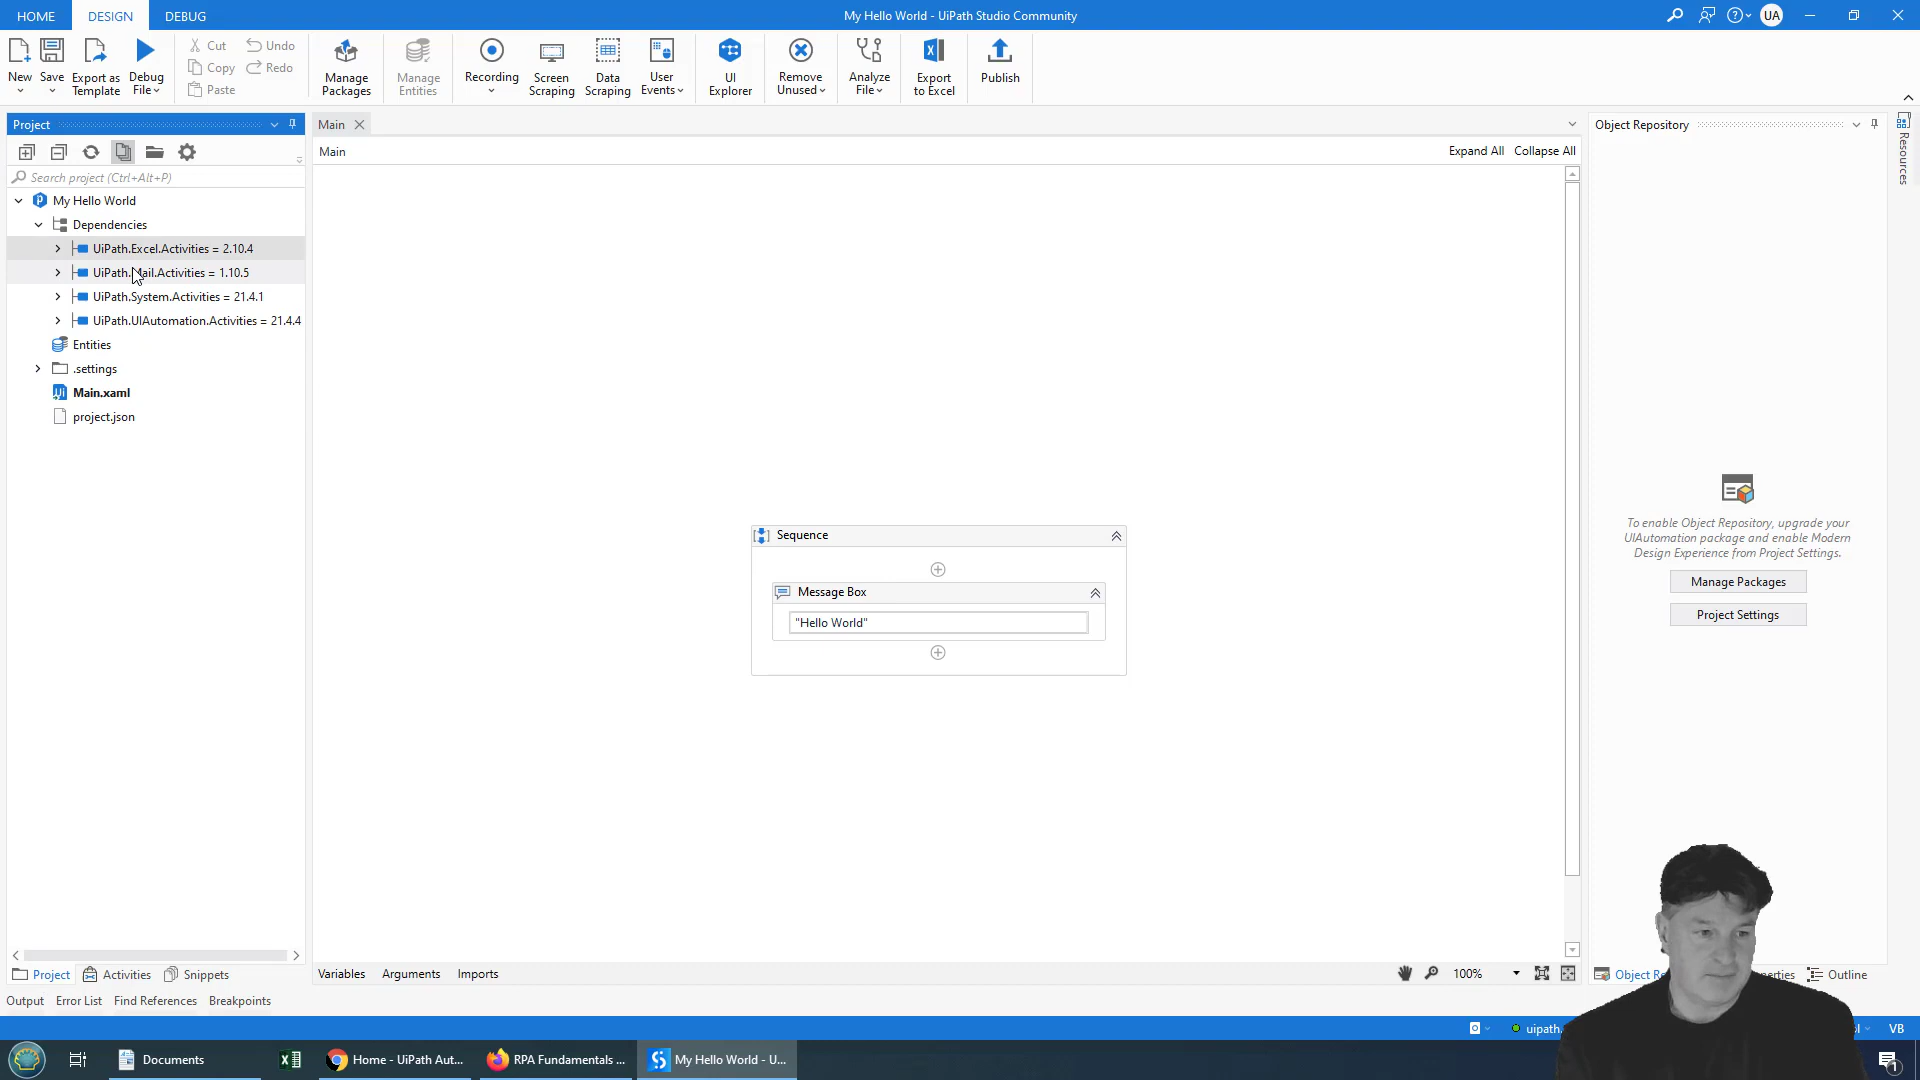 HOME DESIGN DEBUG My Hello World - UiPath Studio Community UA
New Save Export as Template Debug File Cut Copy Paste Undo Redo Manage Packages Manage Entities Recording Screen Scraping Data Scraping User Events UI Explorer Remove Unused Analyze File Export to Excel Publish
Project
Search project (Ctrl+Alt+P)
My Hello World
Dependencies
UiPath.Excel.Activities = 2.10.4
UiPath.Mail.Activities = 1.10.5
UiPath.System.Activities = 21.4.1
UiPath.UIAutomation.Activities = 21.4.4
Entities
.settings
Main.xaml
project.json
Main
Main Expand All Collapse All
Sequence
Message Box
"Hello World"
Object Repository
Resources
To enable Object Repository, upgrade your
UIAutomation package and enable Modern
Design Experience from Project Settings.
Manage Packages
Project Settings
Project Activities Snippets
Variables Arguments Imports 100%
Object Re Outline
Output Error List Find References Breakpoints
uipath. VB
Documents Home - UiPath Aut... RPA Fundamentals ... My Hello World - U... 1